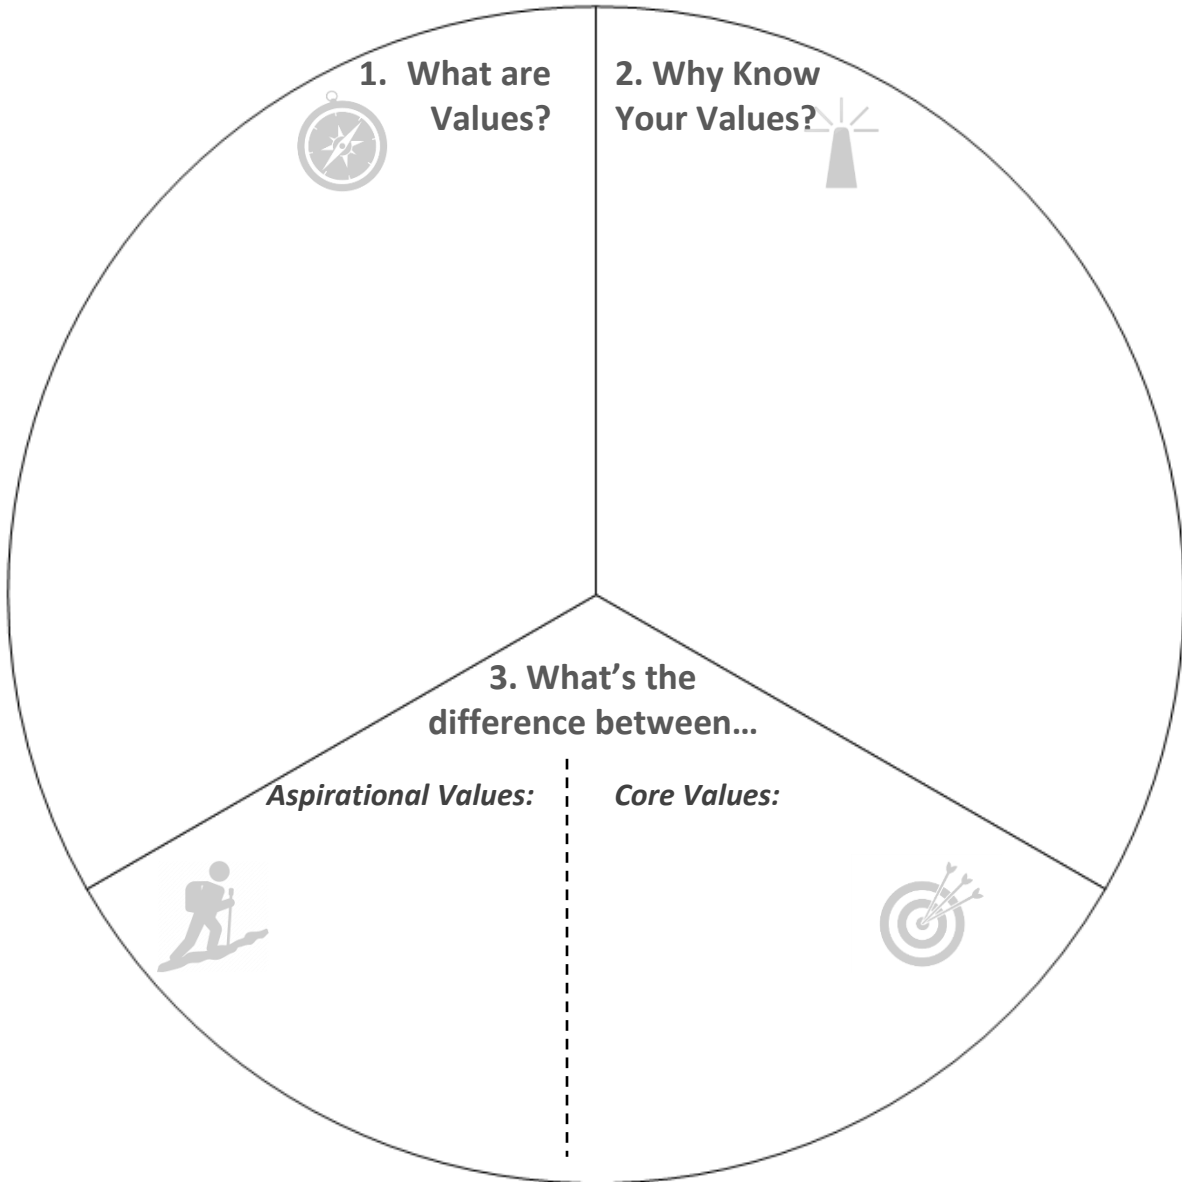 1. What are
Values?
2. Why Know
Your Values?
3. What’s the
difference between…
Aspirational Values:
Core Values: